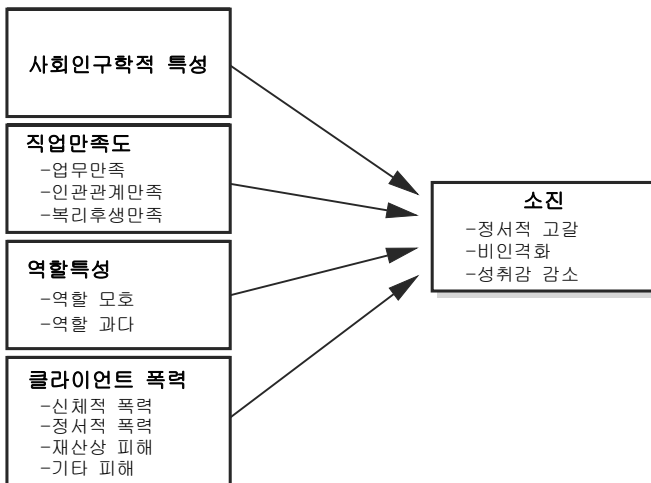 사회인구학적 특성
직업만족도
-업무만족
-인관관계만족
-복리후생만족
역할특성
-역할 모호
-역할 과다
클라이언트 폭력
-신체적 폭력
-정서적 폭력
-재산상 피해
-기타 피해
소진
-정서적 고갈
-비인격화
-성취감 감소